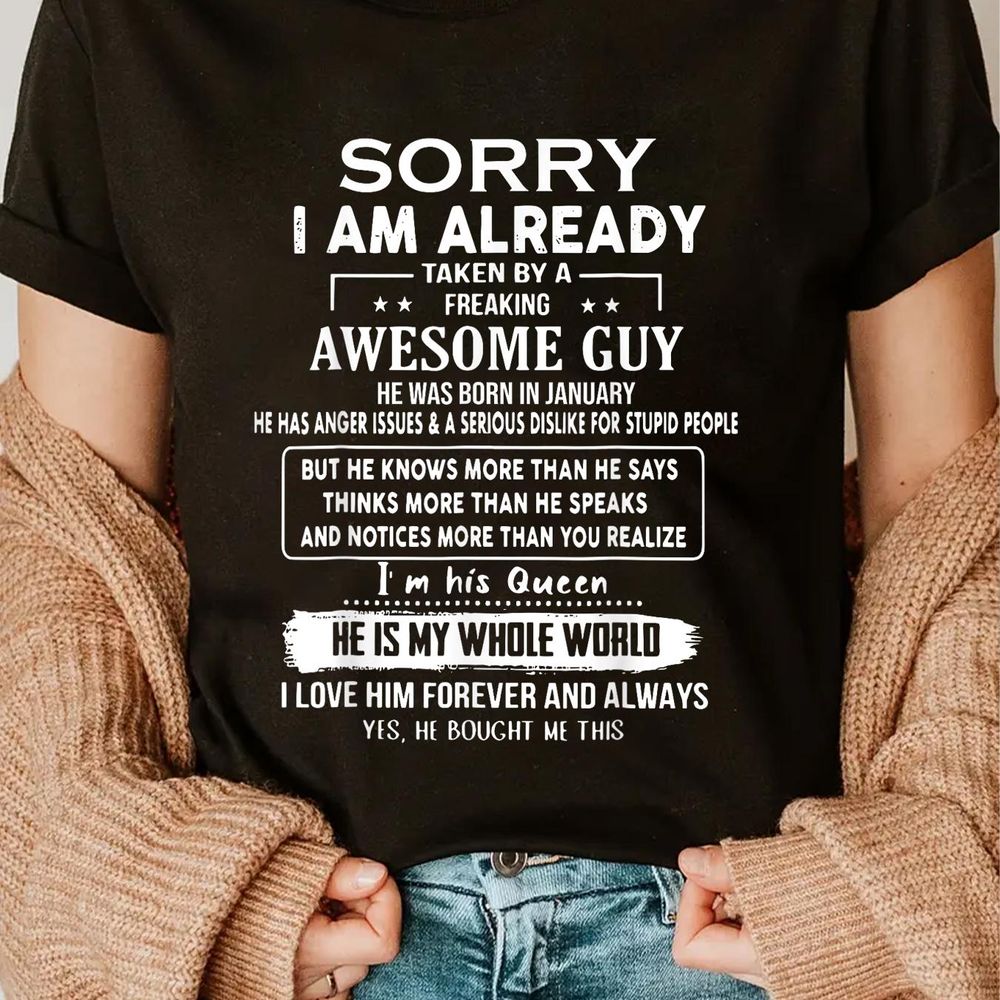 SORRY
I AM ALREADY
TAKEN BY A
FREAKING
AWESOME GUY
HE WAS BORN IN JANUARY
HE HAS ANGER ISSUES & A SERIOUS DISLIKE FOR STUPID PEOPLE
BUT HE KNOWS MORE THAN HE SAYS
THINKS MORE THAN HE SPEAKS
AND NOTICES MORE THAN YOU REALIZE
I'm his Queen
HE IS MY WHOLE WORLD
I LOVE HIM FOREVER AND ALWAYS
YES, HE BOUGHT ME THIS